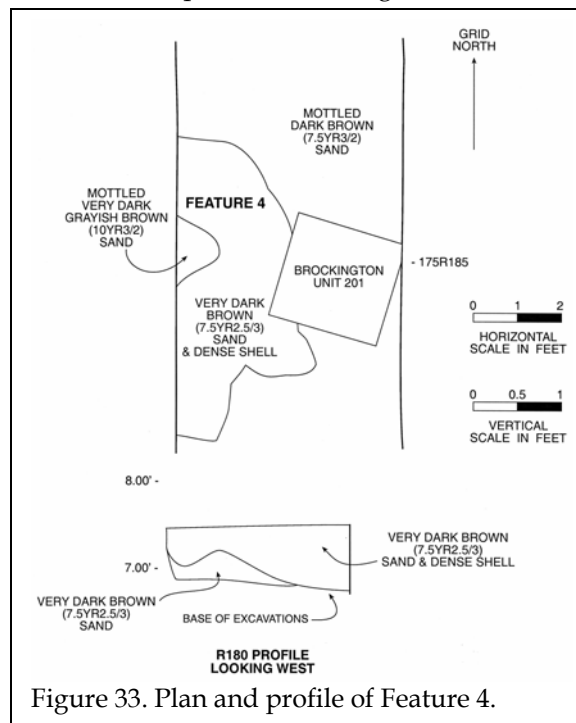 GRID
NORTH
MOTTLED
DARK BROWN
(7.5YR3/2)
SAND
MOTTLED
VERY DARK
GRAYISH BROWN
(10YR3/2)
SAND
FEATURE 4
BROCKINGTON
UNIT 201
- 175R185
VERY DARK
BROWN
(7.5YR2.5/3)
SAND
& DENSE SHELL
0 1 2
HORIZONTAL
SCALE IN FEET
0 0.5 1
VERTICAL
SCALE IN FEET
8.00' -
7.00' -
VERY DARK BROWN
(7.5YR2.5/3)
SAND & DENSE SHELL
VERY DARK BROWN
(7.5YR2.5/3)
SAND
BASE OF EXCAVATIONS
R180 PROFILE
LOOKING WEST
Figure 33. Plan and profile of Feature 4.